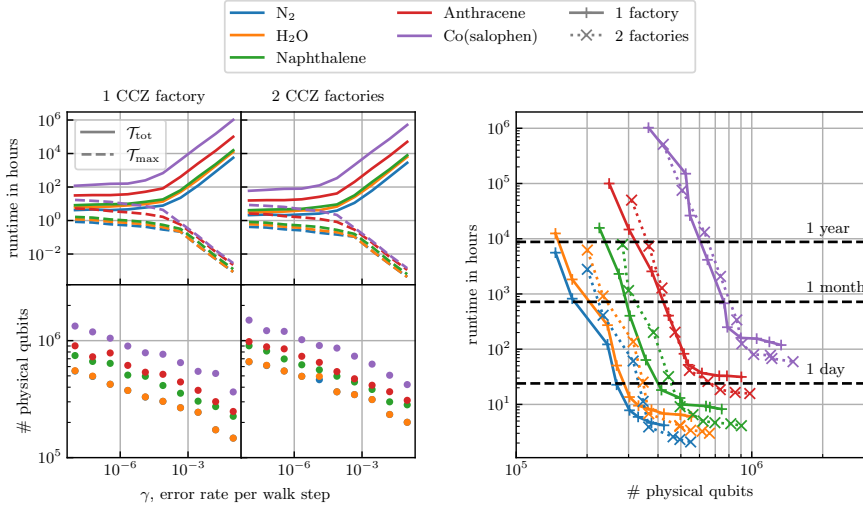 N₂
H₂O
Naphthalene
Anthracene
Co(salophen)
1 factory
2 factories
1 CCZ factory
2 CCZ factories
runtime in hours
10⁶
10⁴
10²
10⁰
10⁻²
𝒯tot
𝒯max
# physical qubits
10⁶
10⁵
10⁻⁶
10⁻³
10⁻⁶
10⁻³
γ, error rate per walk step
runtime in hours
10⁶
10⁵
10⁴
10³
10²
10¹
1 year
1 month
1 day
10⁵
10⁶
# physical qubits